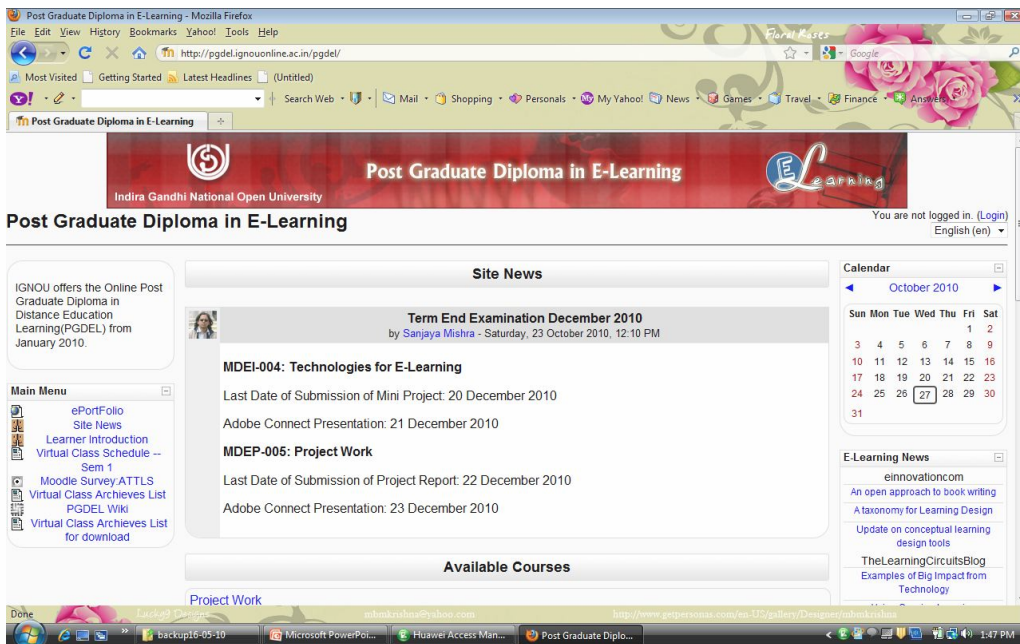 Post Graduate Diploma in E-Learning - Mozilla Firefox
File Edit View History Bookmarks Yahoo! Tools Help
Floral Roses
http://pgdel.ignouonline.ac.in/pgdel/
Google
Most Visited Getting Started Latest Headlines (Untitled)
Search Web Mail Shopping Personals My Yahoo! News Games Travel Finance Answers
Post Graduate Diploma in E-Learning
Post Graduate Diploma in E-Learning
E Learning
Indira Gandhi National Open University
Post Graduate Diploma in E-Learning
You are not logged in. (Login)
English (en)
IGNOU offers the Online Post
Graduate Diploma in
Distance Education
Learning(PGDEL) from
January 2010.
Main Menu
ePortFolio
Site News
Learner Introduction
Virtual Class Schedule --
Sem 1
Moodle Survey:ATTLS
Virtual Class Archieves List
PGDEL Wiki
Virtual Class Archieves List
for download
Site News
Term End Examination December 2010
by Sanjaya Mishra - Saturday, 23 October 2010, 12:10 PM
MDEI-004: Technologies for E-Learning
Last Date of Submission of Mini Project: 20 December 2010
Adobe Connect Presentation: 21 December 2010
MDEP-005: Project Work
Last Date of Submission of Project Report: 22 December 2010
Adobe Connect Presentation: 23 December 2010
Available Courses
Project Work
Calendar
October 2010
Sun Mon Tue Wed Thu Fri Sat
1 2
3 4 5 6 7 8 9
10 11 12 13 14 15 16
17 18 19 20 21 22 23
24 25 26 27 28 29 30
31
E-Learning News
einnovationcom
An open approach to book writing
A taxonomy for Learning Design
Update on conceptual learning
design tools
TheLearningCircuitsBlog
Examples of Big Impact from
Technology
Done
mbmkrishna@yahoo.com
http://www.getpersonas.com/en-US/gallery/Designer/mbmkrishna
backup16-05-10
Microsoft PowerPoi...
Huawei Access Man...
Post Graduate Diplo...
1:47 PM